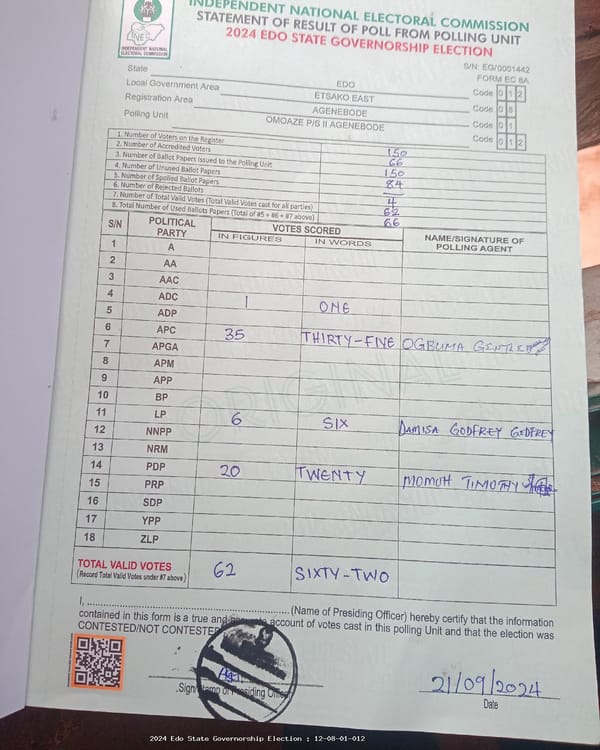 INDEPENDENT NATIONAL ELECTORAL COMMISSION
STATEMENT OF RESULT OF POLL FROM POLLING UNIT
2024 EDO STATE GOVERNORSHIP ELECTION
INEC
INDEPENDENT NATIONAL
ELECTORAL COMMISSION
S/N: EG/0001442
FORM EC 8A
State EDO Code 0 1 2
Local Government Area ETSAKO EAST Code 0 8
Registration Area AGENEBODE Code 0 1
Polling Unit OMOAZE P/S II AGENEBODE Code 0 1 2
1. Number of Voters on the Register 150
2. Number of Accredited Voters 66
3. Number of Ballot Papers Issued to the Polling Unit 150
4. Number of Unused Ballot Papers 84
5. Number of Spoiled Ballot Papers —
6. Number of Rejected Ballots 4
7. Number of Total Valid Votes (Total Valid Votes cast for all parties) 62
8. Total Number of Used Ballots Papers (Total of #5 + #6 + #7 above) 66
S/N POLITICAL PARTY VOTES SCORED NAME/SIGNATURE OF POLLING AGENT
IN FIGURES IN WORDS
1 A
2 AA
3 AAC
4 ADC 1 ONE
5 ADP
6 APC 35 THIRTY-FIVE OGBUMA GENTLE
7 APGA
8 APM
9 APP
10 BP
11 LP 6 SIX DAMISA GODFREY GODFREY
12 NNPP
13 NRM
14 PDP 20 TWENTY MOMOH TIMOTHY
15 PRP
16 SDP
17 YPP
18 ZLP
ORIGINAL
TOTAL VALID VOTES 62 SIXTY-TWO
(Record Total Valid Votes under #7 above)
I, ............................................................(Name of Presiding Officer) hereby certify that the information
contained in this form is a true and account of votes cast in this polling Unit and that the election was
CONTESTED/NOT CONTESTED
Sign/Stamp of Presiding Officer
21/09/2024
Date
2024 Edo State Governorship Election : 12-08-01-012